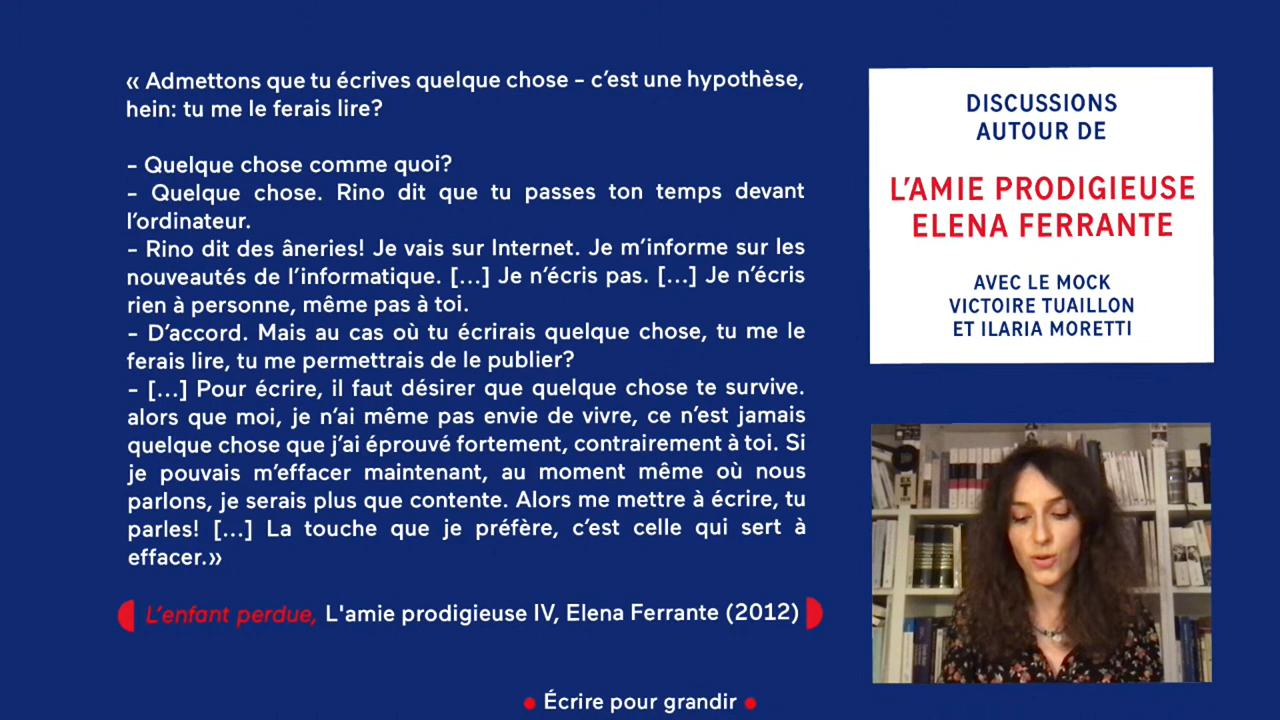 « Admettons que tu écrives quelque chose – c'est une hypothèse,
hein: tu me le ferais lire?
– Quelque chose comme quoi?
– Quelque chose. Rino dit que tu passes ton temps devant
l'ordinateur.
– Rino dit des âneries! Je vais sur Internet. Je m'informe sur les
nouveautés de l'informatique. [...] Je n'écris pas. [...] Je n'écris
rien à personne, même pas à toi.
– D'accord. Mais au cas où tu écrirais quelque chose, tu me le
ferais lire, tu me permettrais de le publier?
– [...] Pour écrire, il faut désirer que quelque chose te survive.
alors que moi, je n'ai même pas envie de vivre, ce n'est jamais
quelque chose que j'ai éprouvé fortement, contrairement à toi. Si
je pouvais m'effacer maintenant, au moment même où nous
parlons, je serais plus que contente. Alors me mettre à écrire, tu
parles! [...] La touche que je préfère, c'est celle qui sert à
effacer.»
L'enfant perdue, L'amie prodigieuse IV, Elena Ferrante (2012)
Écrire pour grandir
DISCUSSIONS
AUTOUR DE
L'AMIE PRODIGIEUSE
ELENA FERRANTE
AVEC LE MOCK
VICTOIRE TUAILLON
ET ILARIA MORETTI